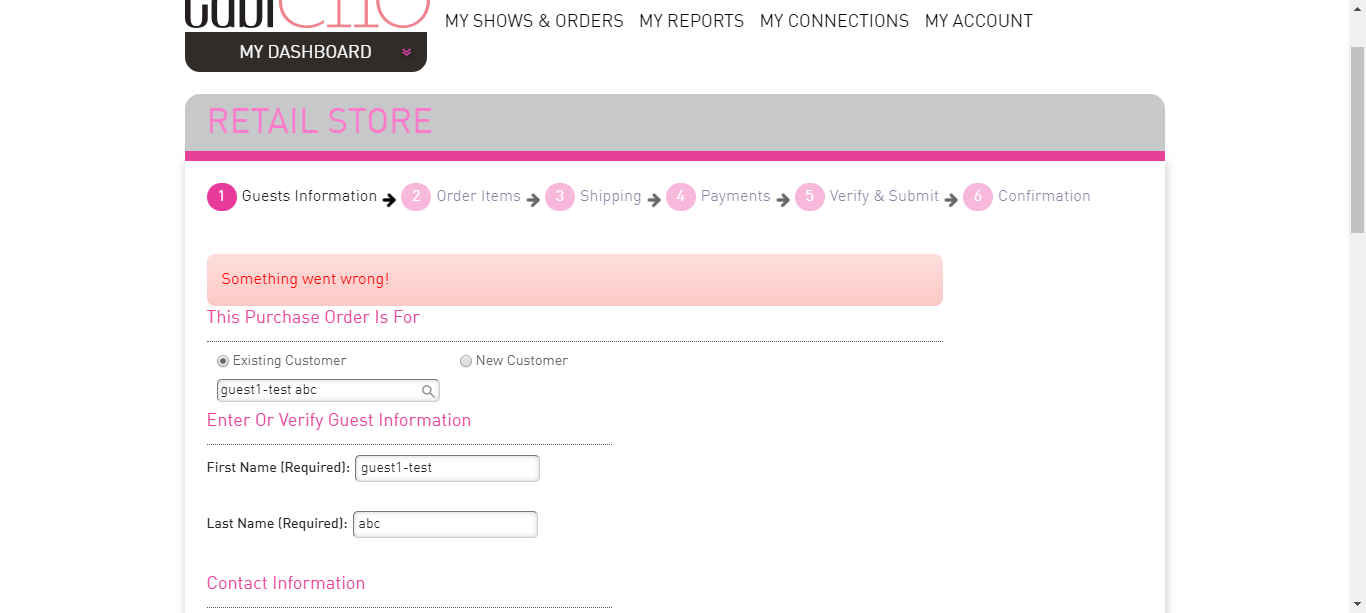 MY SHOWS & ORDERS MY REPORTS MY CONNECTIONS MY ACCOUNT
MY DASHBOARD
RETAIL STORE
1 Guests Information 2 Order Items 3 Shipping 4 Payments 5 Verify & Submit 6 Confirmation
Something went wrong!
This Purchase Order Is For
Existing Customer New Customer
guest1-test abc
Enter Or Verify Guest Information
First Name (Required): guest1-test
Last Name (Required): abc
Contact Information